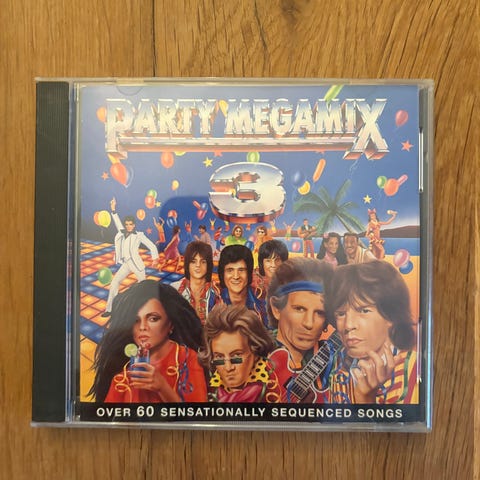 PARTY MEGAMIX
3
OVER 60 SENSATIONALLY SEQUENCED SONGS